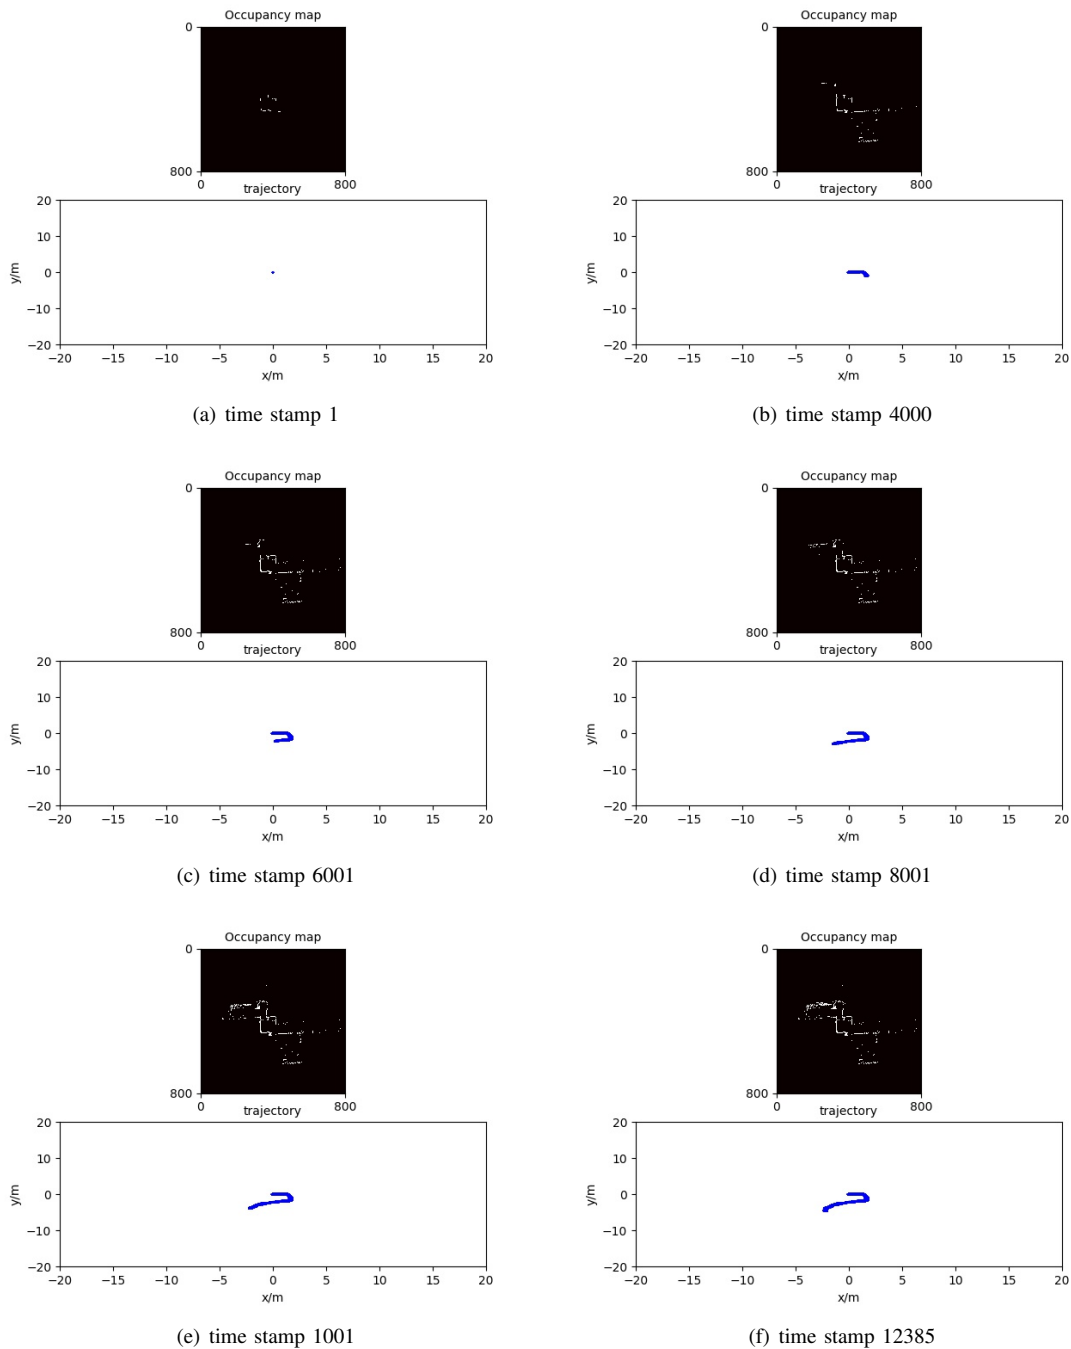 Occupancy map
0
800
0 800
trajectory
20
10
0
−10
−20
−20 −15 −10 −5 0 5 10 15 20
y/m
x/m
(a) time stamp 1
Occupancy map
0
800
0 800
trajectory
20
10
0
−10
−20
−20 −15 −10 −5 0 5 10 15 20
y/m
x/m
(b) time stamp 4000
Occupancy map
0
800
0 800
trajectory
20
10
0
−10
−20
−20 −15 −10 −5 0 5 10 15 20
y/m
x/m
(c) time stamp 6001
Occupancy map
0
800
0 800
trajectory
20
10
0
−10
−20
−20 −15 −10 −5 0 5 10 15 20
y/m
x/m
(d) time stamp 8001
Occupancy map
0
800
0 800
trajectory
20
10
0
−10
−20
−20 −15 −10 −5 0 5 10 15 20
y/m
x/m
(e) time stamp 1001
Occupancy map
0
800
0 800
trajectory
20
10
0
−10
−20
−20 −15 −10 −5 0 5 10 15 20
y/m
x/m
(f) time stamp 12385